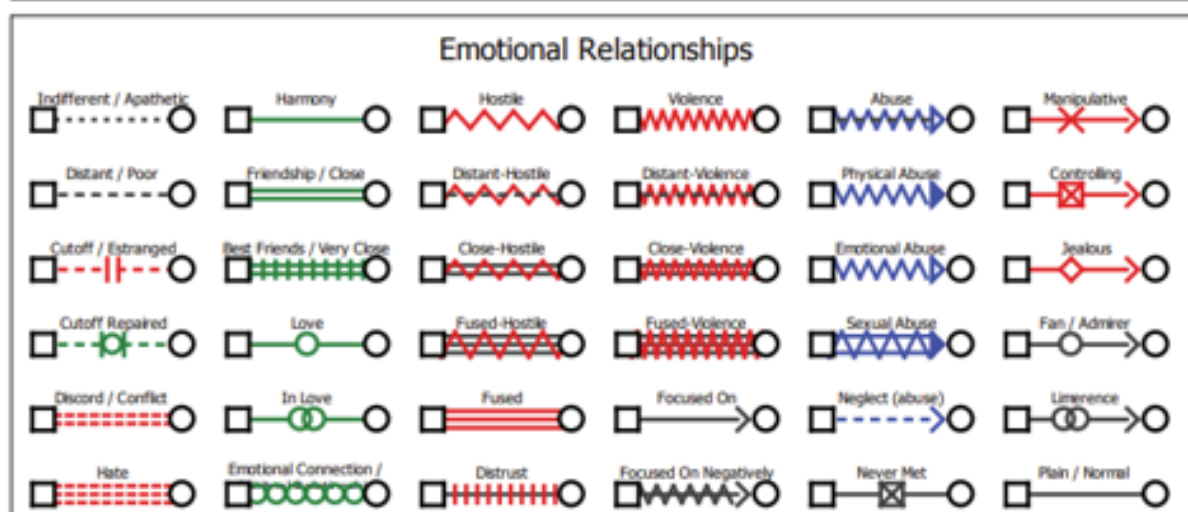 Emotional Relationships
Indifferent / Apathetic
Harmony
Hostile
Violence
Abuse
Manipulative
Distant / Poor
Friendship / Close
Distant-Hostile
Distant-Violence
Physical Abuse
Controlling
Cutoff / Estranged
Best Friends / Very Close
Close-Hostile
Close-Violence
Emotional Abuse
Jealous
Cutoff Repaired
Love
Fused-Hostile
Fused-Violence
Sexual Abuse
Fan / Admirer
Discord / Conflict
In Love
Fused
Focused On
Neglect (abuse)
Limerence
Hate
Emotional Connection /
Distrust
Focused On Negatively
Never Met
Plain / Normal